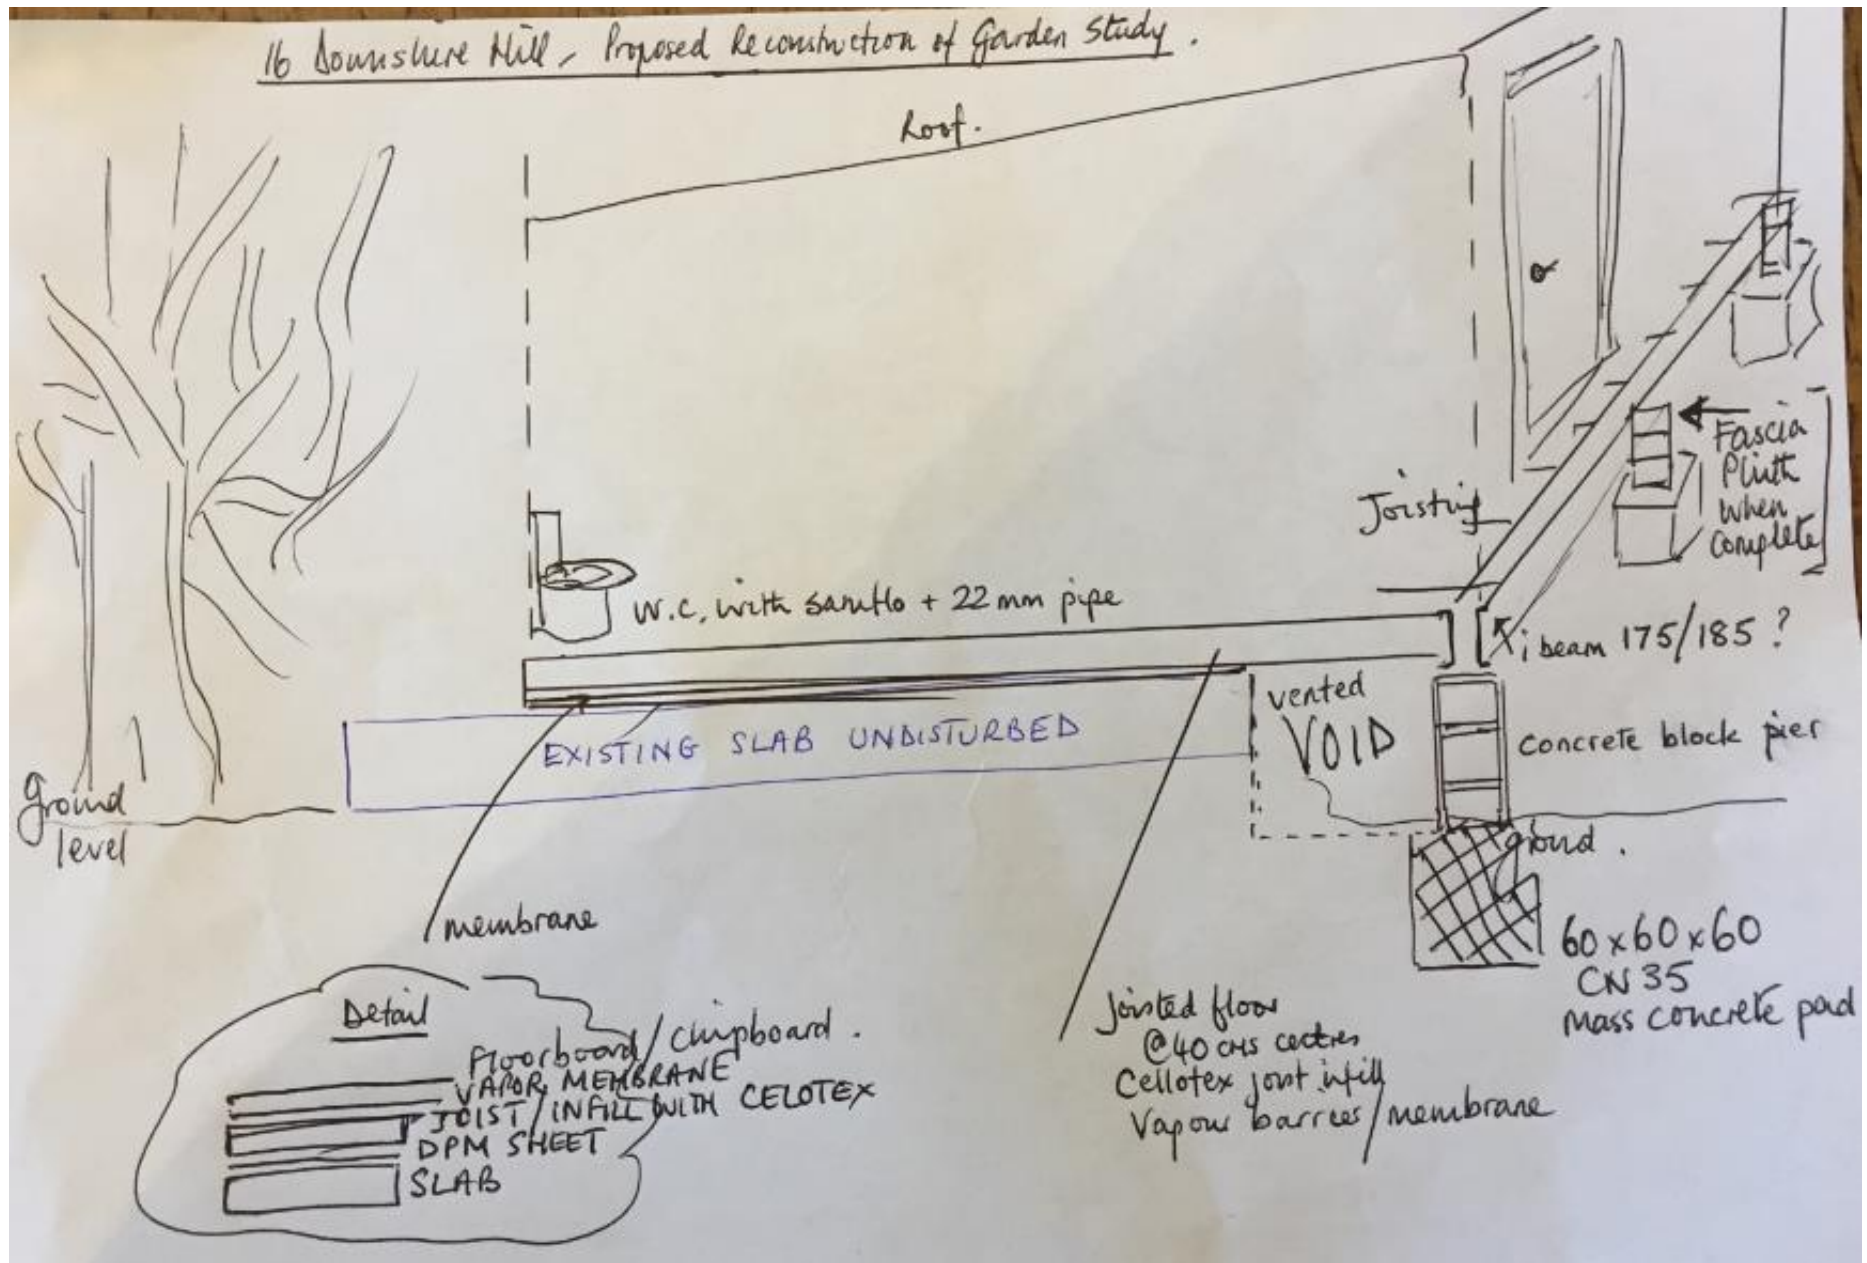 16 Downshire Hill - Proposed Reconstruction of Garden Study.
Roof.
Joisting
Fascia
Plinth
when
complete
W.C. with saniflo + 22mm pipe
i beam 175/185 ?
vented
VOID
EXISTING SLAB UNDISTURBED
concrete block pier
ground
level
ground.
membrane
60x60x60
CN 35
Mass concrete pad
Joisted floor
@40 cms centres
Cellotex joist infill
Vapour barrier/membrane
Detail
Floorboard/chipboard.
VAPOR MEMBRANE
JOIST/INFILL WITH CELOTEX
DPM SHEET
SLAB